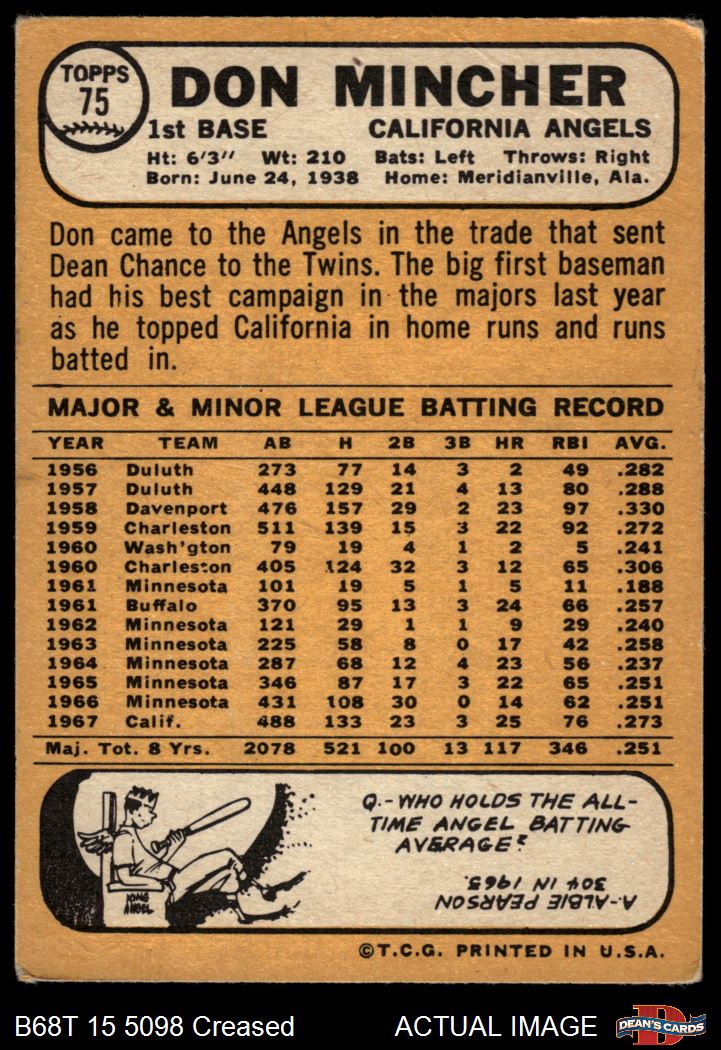 TOPPS
75
DON MINCHER
1st BASE CALIFORNIA ANGELS
Ht: 6'3" Wt: 210 Bats: Left Throws: Right
Born: June 24, 1938 Home: Meridianville, Ala.
Don came to the Angels in the trade that sent
Dean Chance to the Twins. The big first baseman
had his best campaign in the majors last year
as he topped California in home runs and runs
batted in.
MAJOR & MINOR LEAGUE BATTING RECORD
YEAR TEAM AB H 2B 3B HR RBI AVG.
1956 Duluth 273 77 14 3 2 49 .282
1957 Duluth 448 129 21 4 13 80 .288
1958 Davenport 476 157 29 2 23 97 .330
1959 Charleston 511 139 15 3 22 92 .272
1960 Wash'gton 79 19 4 1 2 5 .241
1960 Charleston 405 124 32 3 12 65 .306
1961 Minnesota 101 19 5 1 5 11 .188
1961 Buffalo 370 95 13 3 24 66 .257
1962 Minnesota 121 29 1 1 9 29 .240
1963 Minnesota 225 58 8 0 17 42 .258
1964 Minnesota 287 68 12 4 23 56 .237
1965 Minnesota 346 87 17 3 22 65 .251
1966 Minnesota 431 108 30 0 14 62 .251
1967 Calif. 488 133 23 3 25 76 .273
Maj. Tot. 8 Yrs. 2078 521 100 13 117 346 .251
Q.-WHO HOLDS THE ALL-
TIME ANGEL BATTING
AVERAGE?
A-ALBIE PEARSON
304 IN 1965.
KING
ANGEL
©T.C.G. PRINTED IN U.S.A.
B68T 15 5098 Creased ACTUAL IMAGE
D
DEAN'S CARDS